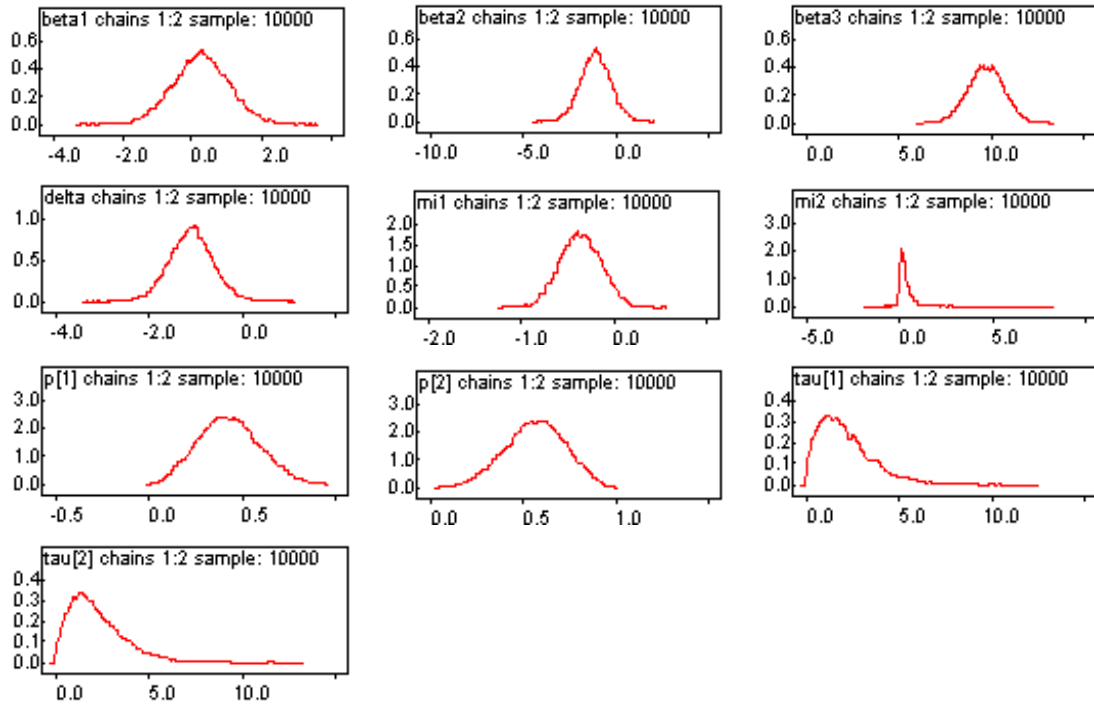 beta1 chains 1:2 sample: 10000
0.6
0.4
0.2
0.0
-4.0 -2.0 0.0 2.0
beta2 chains 1:2 sample: 10000
0.6
0.4
0.2
0.0
-10.0 -5.0 0.0
beta3 chains 1:2 sample: 10000
0.6
0.4
0.2
0.0
0.0 5.0 10.0
delta chains 1:2 sample: 10000
1.0
0.5
0.0
-4.0 -2.0 0.0
mi1 chains 1:2 sample: 10000
2.0
1.5
1.0
0.5
0.0
-2.0 -1.0 0.0
mi2 chains 1:2 sample: 10000
3.0
2.0
1.0
0.0
-5.0 0.0 5.0
p[1] chains 1:2 sample: 10000
3.0
2.0
1.0
0.0
-0.5 0.0 0.5
p[2] chains 1:2 sample: 10000
3.0
2.0
1.0
0.0
0.0 0.5 1.0
tau[1] chains 1:2 sample: 10000
0.4
0.3
0.2
0.1
0.0
0.0 5.0 10.0
tau[2] chains 1:2 sample: 10000
0.4
0.3
0.2
0.1
0.0
0.0 5.0 10.0